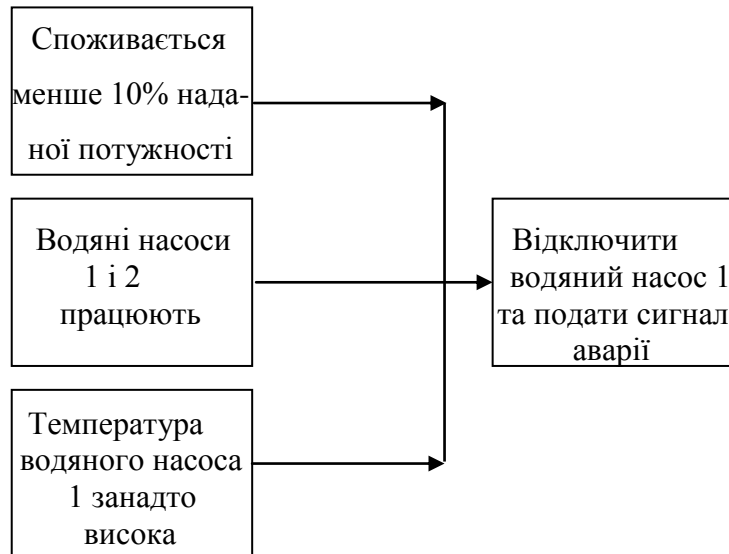 Споживається
менше 10% нада-
ної потужності
Водяні насоси
1 і 2
працюють
Температура
водяного насоса
1 занадто
висока
Відключити
водяний насос 1
та подати сигнал
аварії